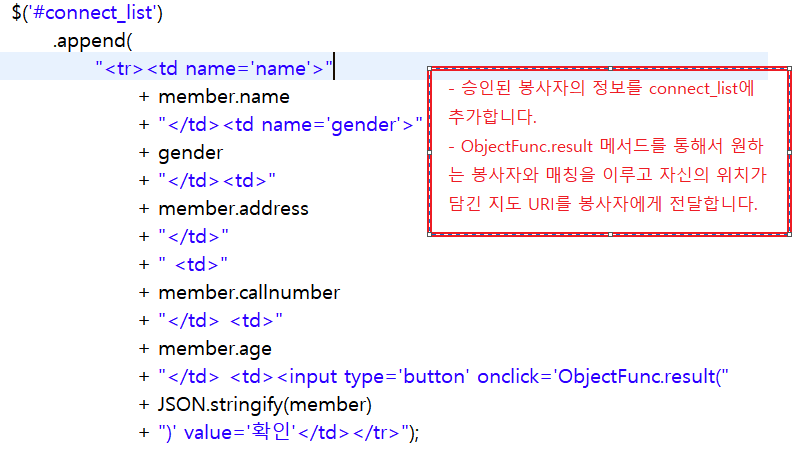 $('#connect_list')
.append(
"<tr><td name='name'>"
+ member.name
+ "</td><td name='gender'>"
+ gender
+ "</td><td>"
+ member.address
+ "</td>"
+ " <td>"
+ member.callnumber
+ "</td> <td>"
+ member.age
+ "</td> <td><input type='button' onclick='ObjectFunc.result("
+ JSON.stringify(member)
+ ")' value='확인'</td></tr>");
- 승인된 봉사자의 정보를 connect_list에
추가합니다.
- ObjectFunc.result 메서드를 통해서 원하
는 봉사자와 매칭을 이루고 자신의 위치가
담긴 지도 URI를 봉사자에게 전달합니다.